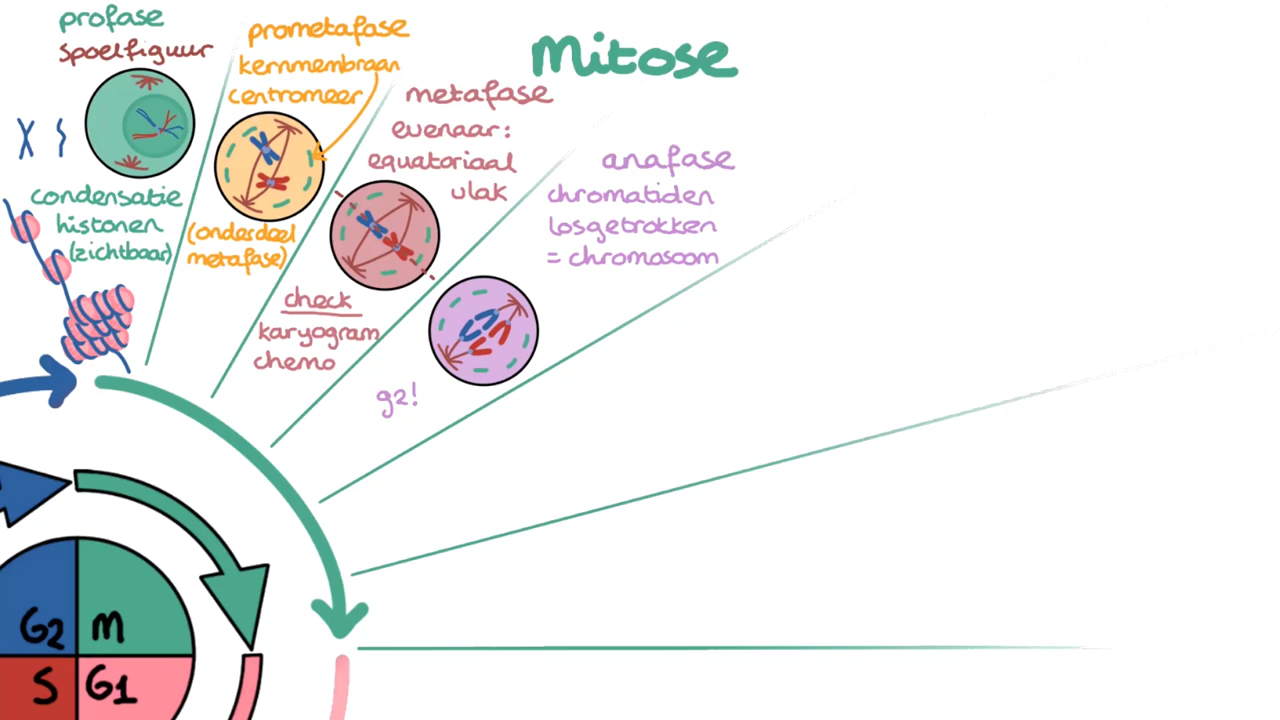 Mitose
profase
spoelfiguur
condensatie
histonen
(zichtbaar)
prometafase
kernmembraan
centromeer
(onderdeel
metafase)
metafase
evenaar:
equatoriaal
vlak
check
karyogram
chemo
anafase
chromatiden
losgetrokken
= chromosoom
g2!
G2 M
S G1